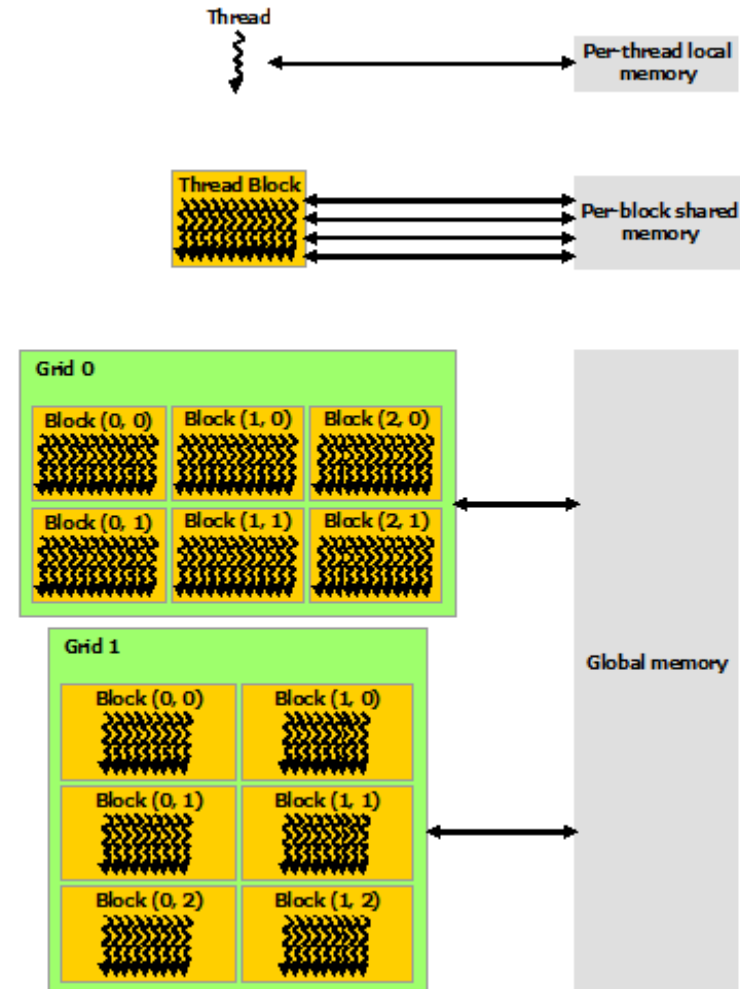 Thread
Per-thread local
memory
Thread Block
Per-block shared
memory
Grid 0
Block (0, 0) Block (1, 0) Block (2, 0)
Block (0, 1) Block (1, 1) Block (2, 1)
Grid 1
Global memory
Block (0, 0) Block (1, 0)
Block (0, 1) Block (1, 1)
Block (0, 2) Block (1, 2)